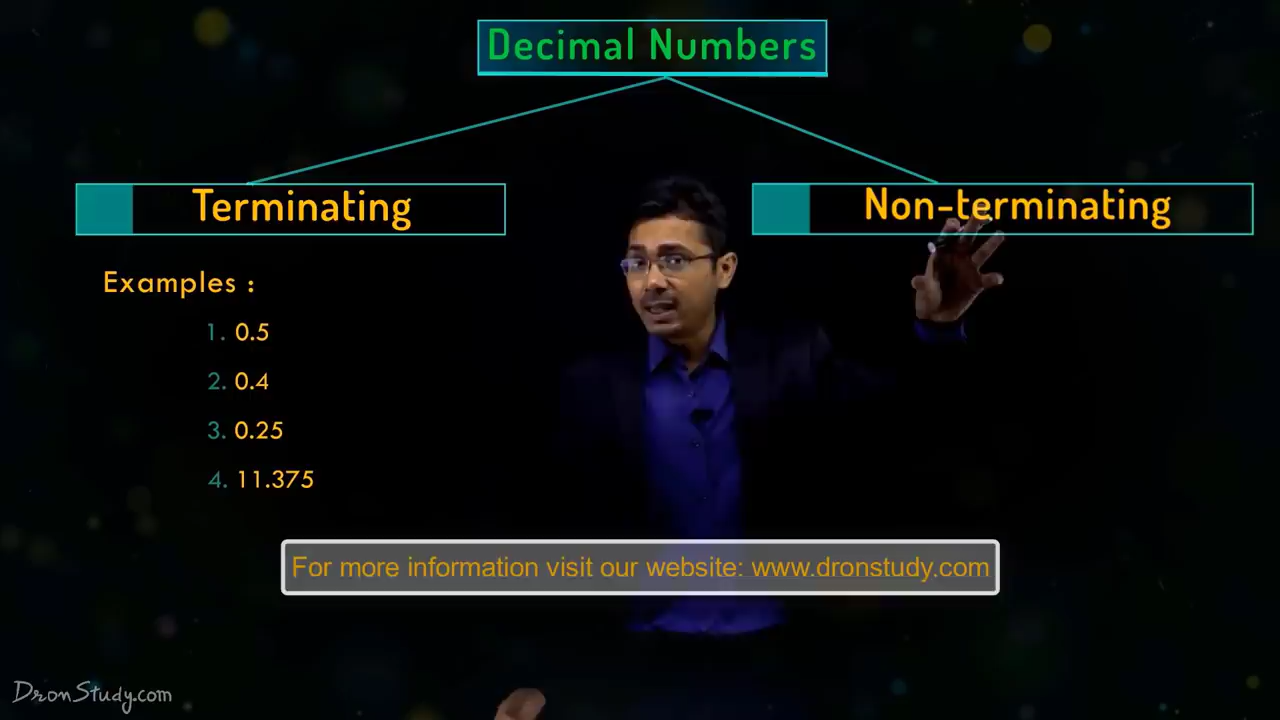 Decimal Numbers
Terminating
Non-terminating
Examples :
1. 0.5
2. 0.4
3. 0.25
4. 11.375
For more information visit our website: www.dronstudy.com
DronStudy.com